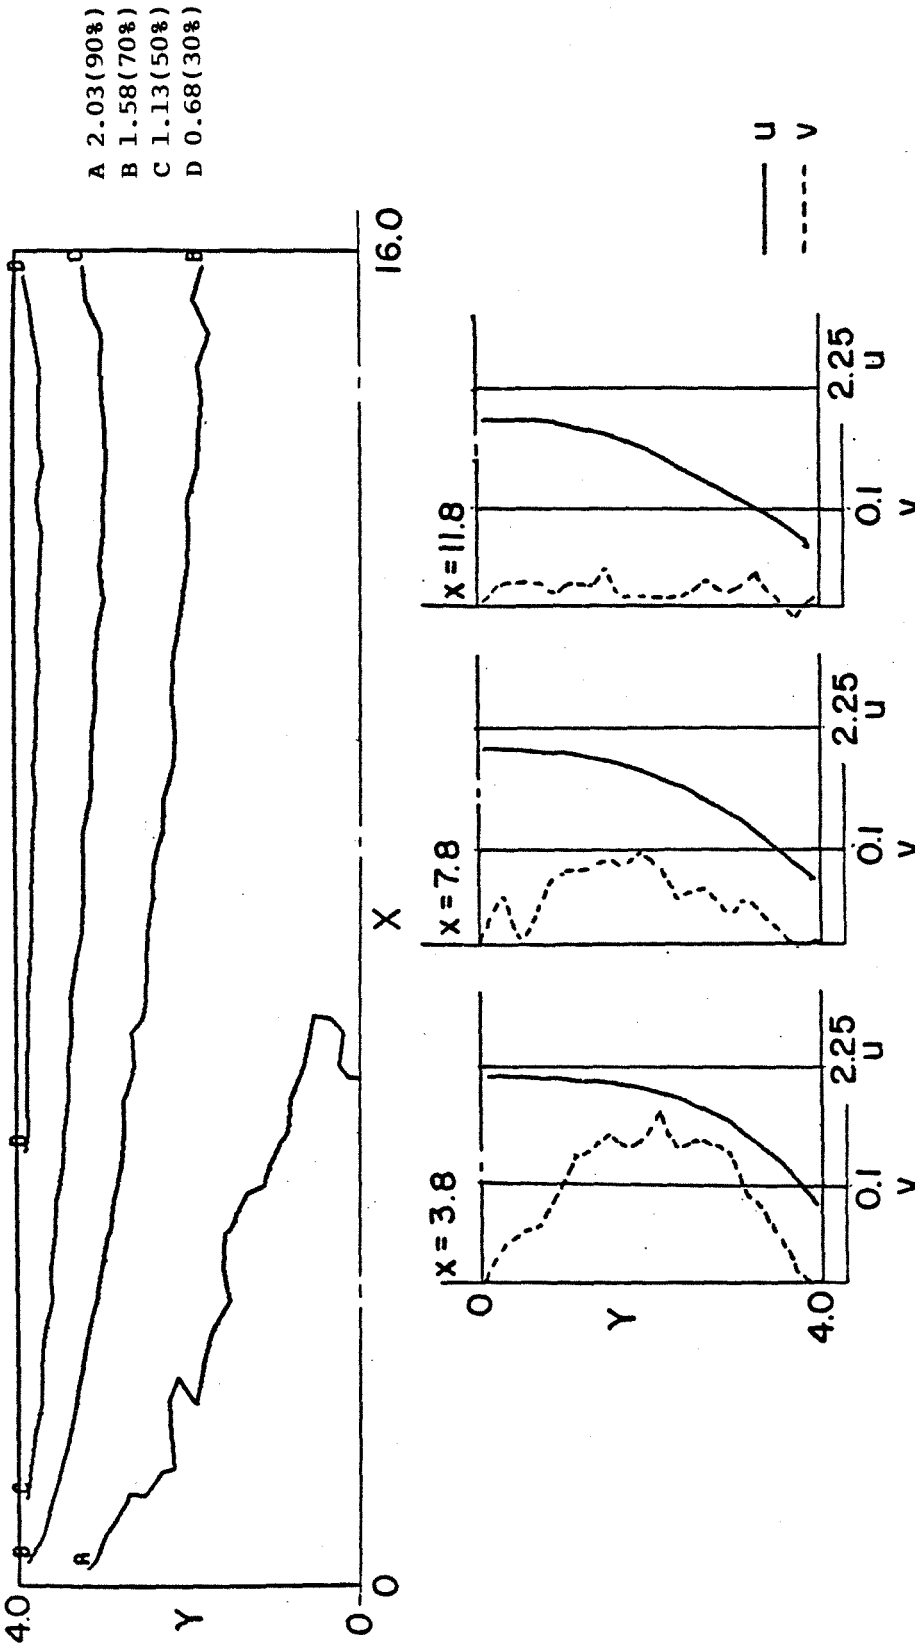 A 2.03(90%)
B 1.58(70%)
C 1.13(50%)
D 0.68(30%)
4.0
Y
0
0
X
16.0
A
B
B
C
C
D
D
x=3.8
x=7.8
x=11.8
0
Y
4.0
0.1
v
2.25
u
0.1
v
2.25
u
0.1
v
2.25
u
u
v